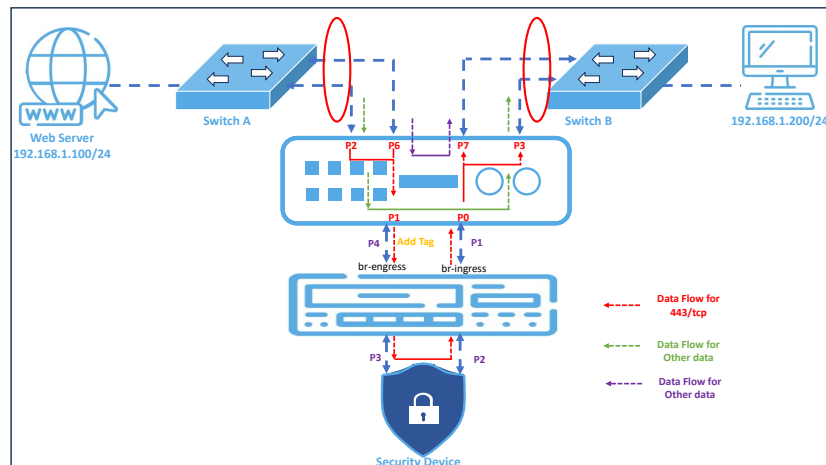 WWW
Web Server
192.168.1.100/24
Switch A
Switch B
192.168.1.200/24
P2 P6 P7 P3
P1 P0
P4 Add Tag P1
br-engress br-ingress
P3 P2
Security Device
Data Flow for
443/tcp
Data Flow for
Other data
Data Flow for
Other data